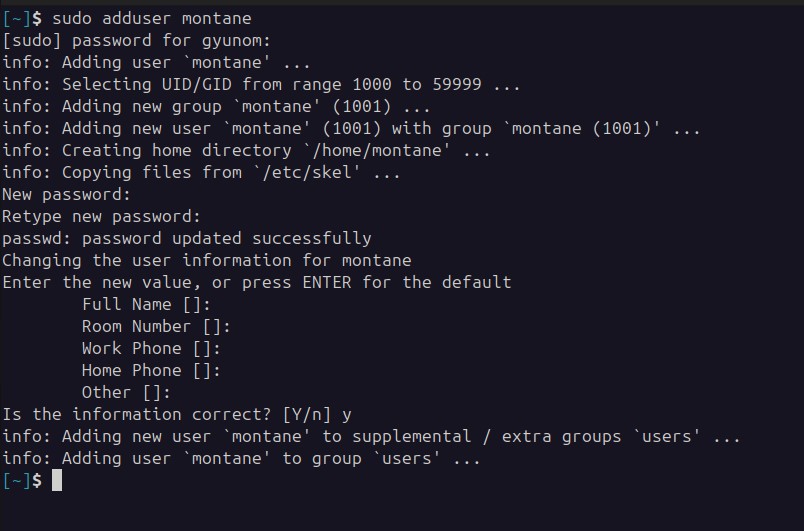 [~]$ sudo adduser montane
[sudo] password for gyunom:
info: Adding user `montane' ...
info: Selecting UID/GID from range 1000 to 59999 ...
info: Adding new group `montane' (1001) ...
info: Adding new user `montane' (1001) with group `montane (1001)' ...
info: Creating home directory `/home/montane' ...
info: Copying files from `/etc/skel' ...
New password:
Retype new password:
passwd: password updated successfully
Changing the user information for montane
Enter the new value, or press ENTER for the default
        Full Name []:
        Room Number []:
        Work Phone []:
        Home Phone []:
        Other []:
Is the information correct? [Y/n] y
info: Adding new user `montane' to supplemental / extra groups `users' ...
info: Adding user `montane' to group `users' ...
[~]$